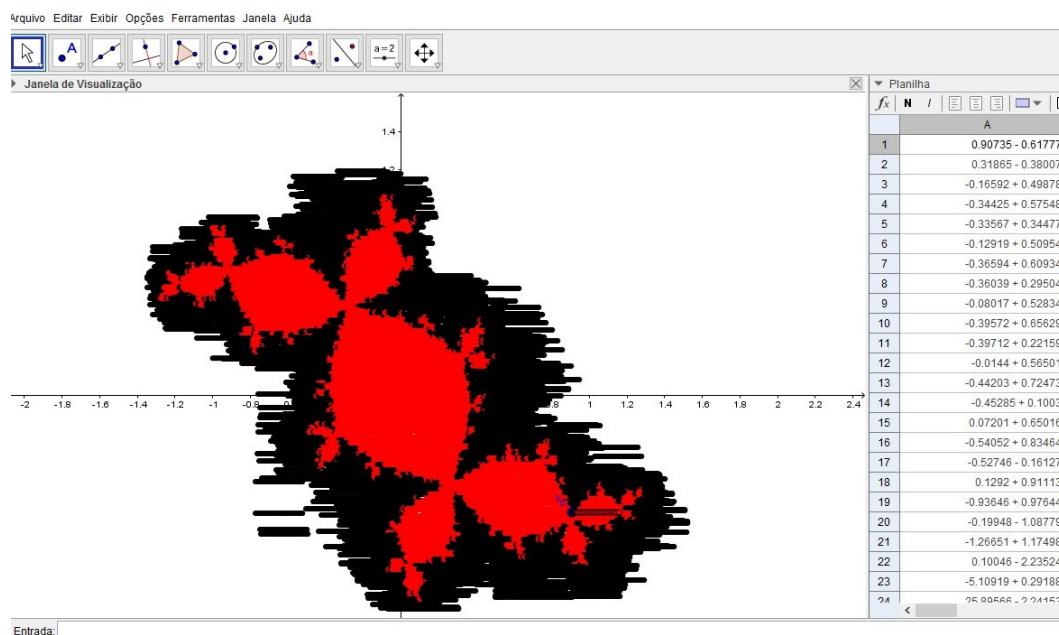 Arquivo Editar Exibir Opções Ferramentas Janela Ajuda
A
α
a=2
Janela de Visualização
Planilha
fx N I
A
1.4
1 0.90735 - 0.61777
2 0.31865 - 0.38007
3 -0.16592 + 0.49878
4 -0.34425 + 0.57548
5 -0.33567 + 0.34477
6 -0.12919 + 0.50954
7 -0.36594 + 0.60934
8 -0.36039 + 0.29504
9 -0.08017 + 0.52834
10 -0.39572 + 0.65629
11 -0.39712 + 0.22159
12 -0.0144 + 0.56501
13 -0.44203 + 0.72473
14 -0.45285 + 0.1003
15 0.07201 + 0.65016
16 -0.54052 + 0.83464
17 -0.52746 - 0.16127
18 0.1292 + 0.91113
19 -0.93646 + 0.97644
20 -0.19948 - 1.08779
21 -1.26651 + 1.17498
22 0.10046 - 2.23524
23 -5.10919 + 0.29188
24 25.89566 - 2.24153
-2 -1.8 -1.6 -1.4 -1.2 -1 -0.8 1 1.2 1.4 1.6 1.8 2 2.2 2.4
Entrada: